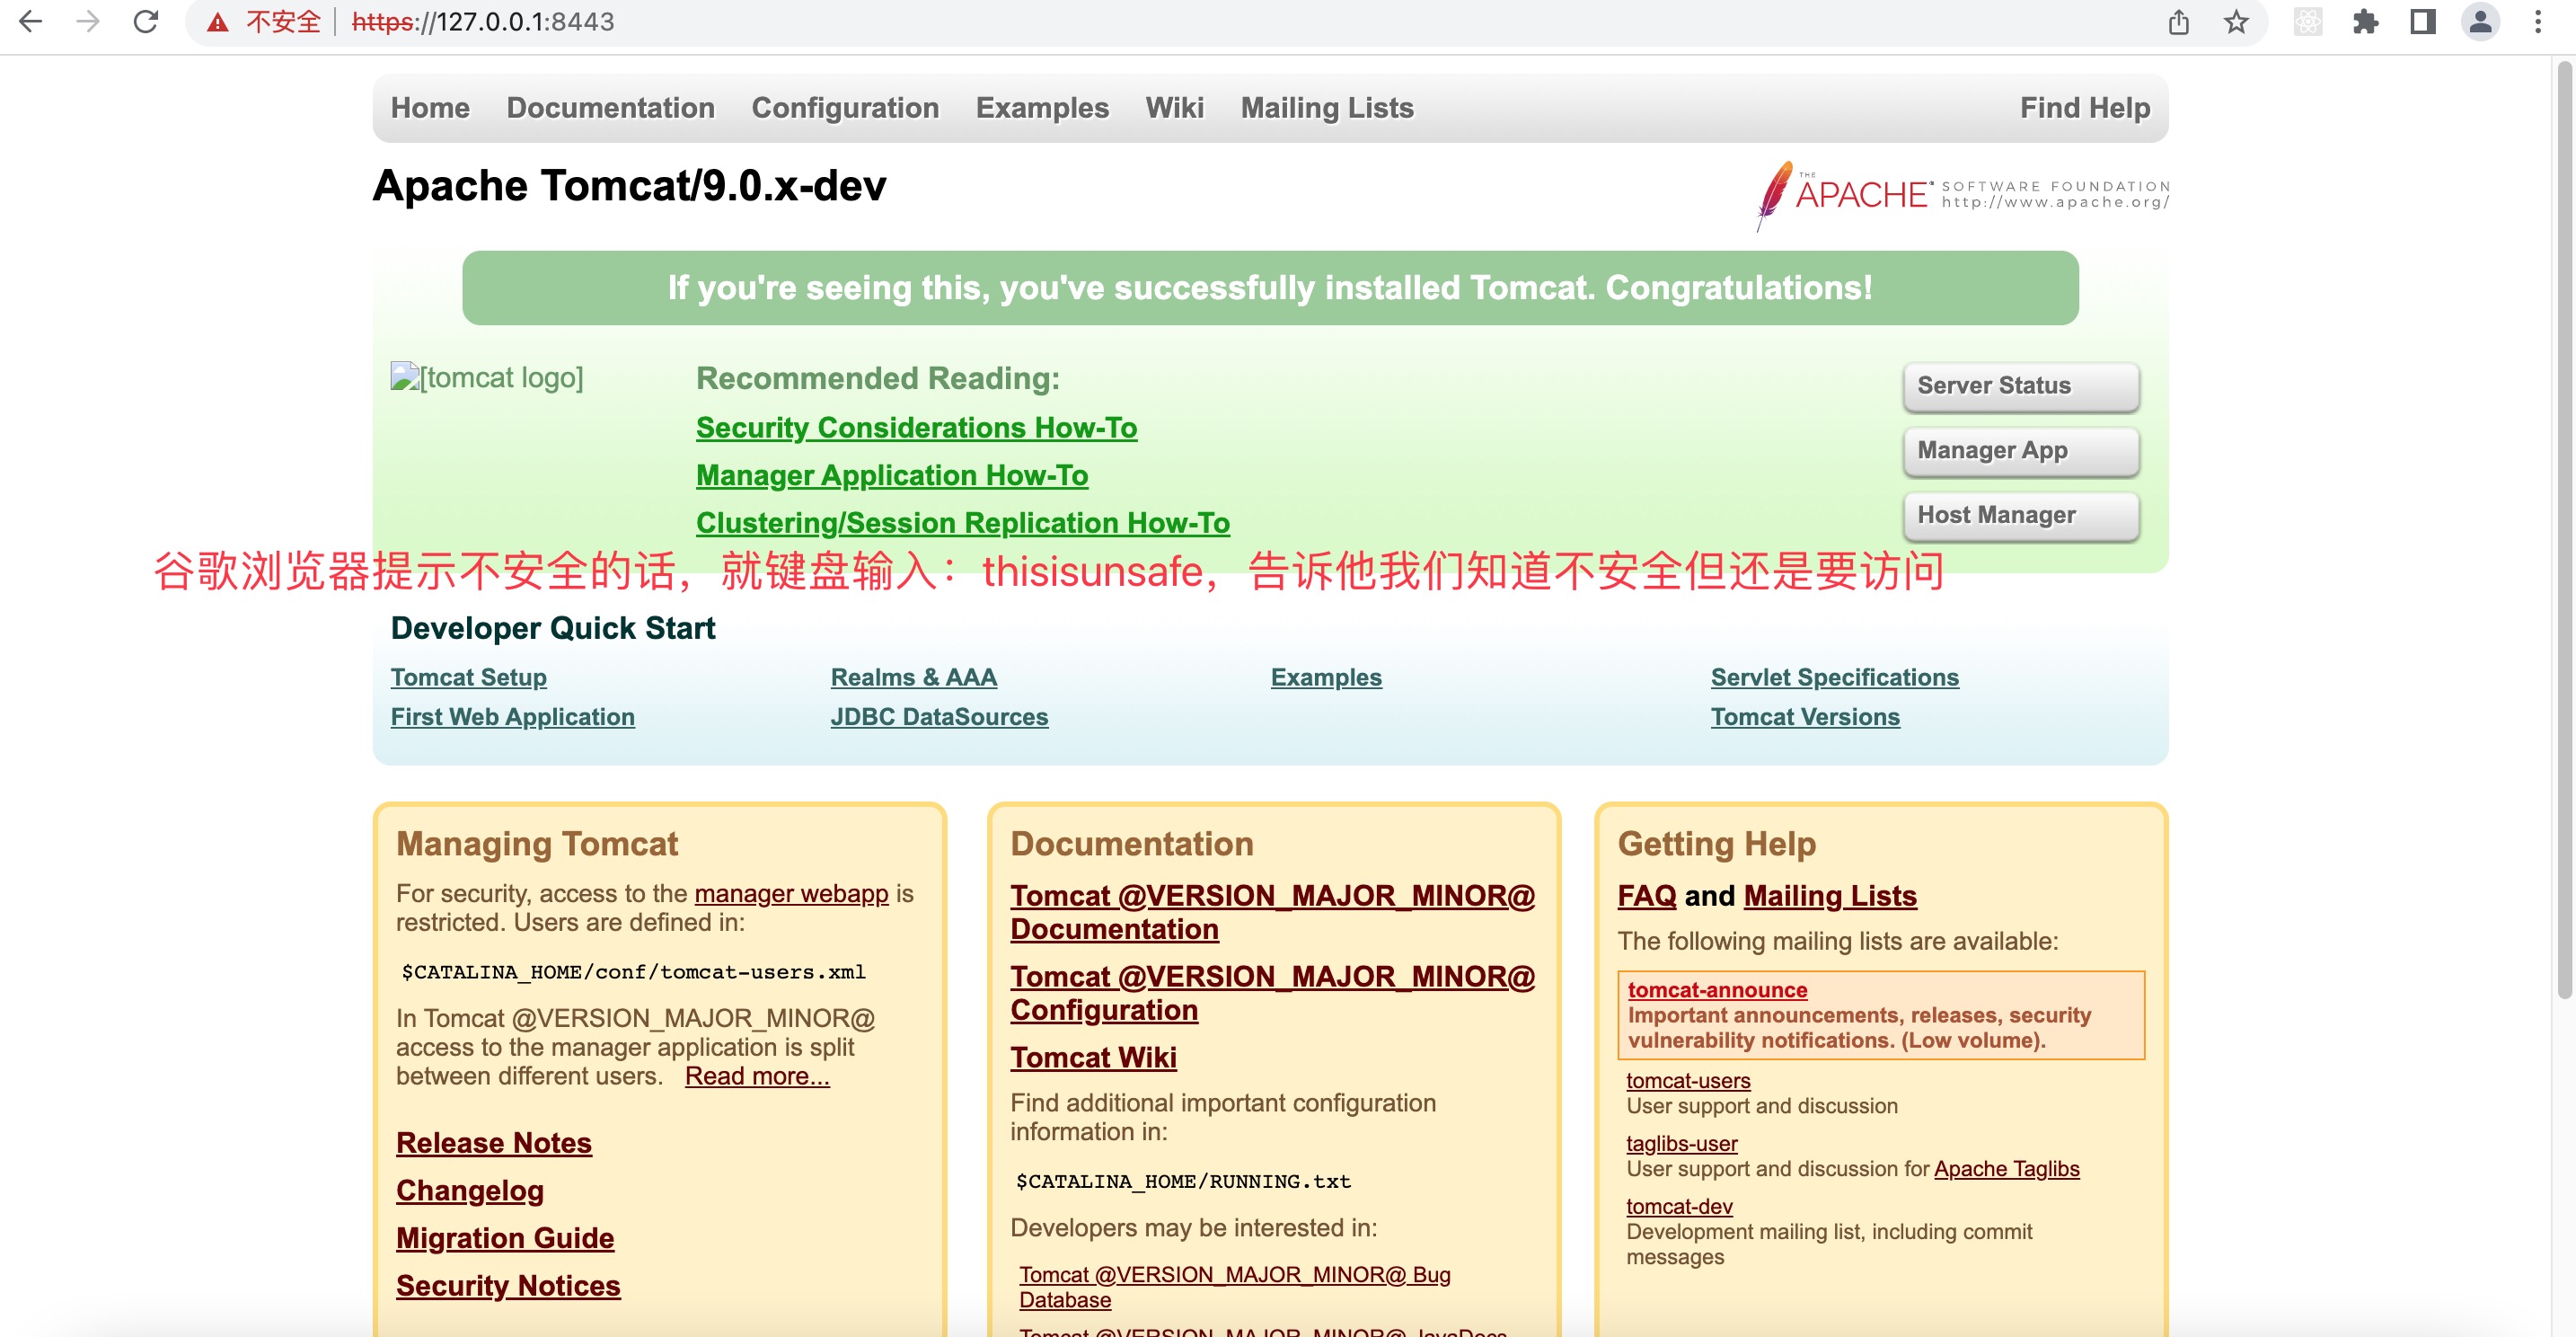 不安全 https://127.0.0.1:8443
Home Documentation Configuration Examples Wiki Mailing Lists Find Help
Apache Tomcat/9.0.x-dev
THE APACHE SOFTWARE FOUNDATION
http://www.apache.org/
If you're seeing this, you've successfully installed Tomcat. Congratulations!
[tomcat logo]
Recommended Reading:
Security Considerations How-To
Manager Application How-To
Clustering/Session Replication How-To
Server Status
Manager App
Host Manager
谷歌浏览器提示不安全的话，就键盘输入：thisisunsafe，告诉他我们知道不安全但还是要访问
Developer Quick Start
Tomcat Setup
First Web Application
Realms & AAA
JDBC DataSources
Examples
Servlet Specifications
Tomcat Versions
Managing Tomcat
For security, access to the manager webapp is
restricted. Users are defined in:
$CATALINA_HOME/conf/tomcat-users.xml
In Tomcat @VERSION_MAJOR_MINOR@
access to the manager application is split
between different users. Read more...
Release Notes
Changelog
Migration Guide
Security Notices
Documentation
Tomcat @VERSION_MAJOR_MINOR@
Documentation
Tomcat @VERSION_MAJOR_MINOR@
Configuration
Tomcat Wiki
Find additional important configuration
information in:
$CATALINA_HOME/RUNNING.txt
Developers may be interested in:
Tomcat @VERSION_MAJOR_MINOR@ Bug
Database
Tomcat @VERSION_MAJOR_MINOR@ JavaDocs
Getting Help
FAQ and Mailing Lists
The following mailing lists are available:
tomcat-announce
Important announcements, releases, security
vulnerability notifications. (Low volume).
tomcat-users
User support and discussion
taglibs-user
User support and discussion for Apache Taglibs
tomcat-dev
Development mailing list, including commit
messages